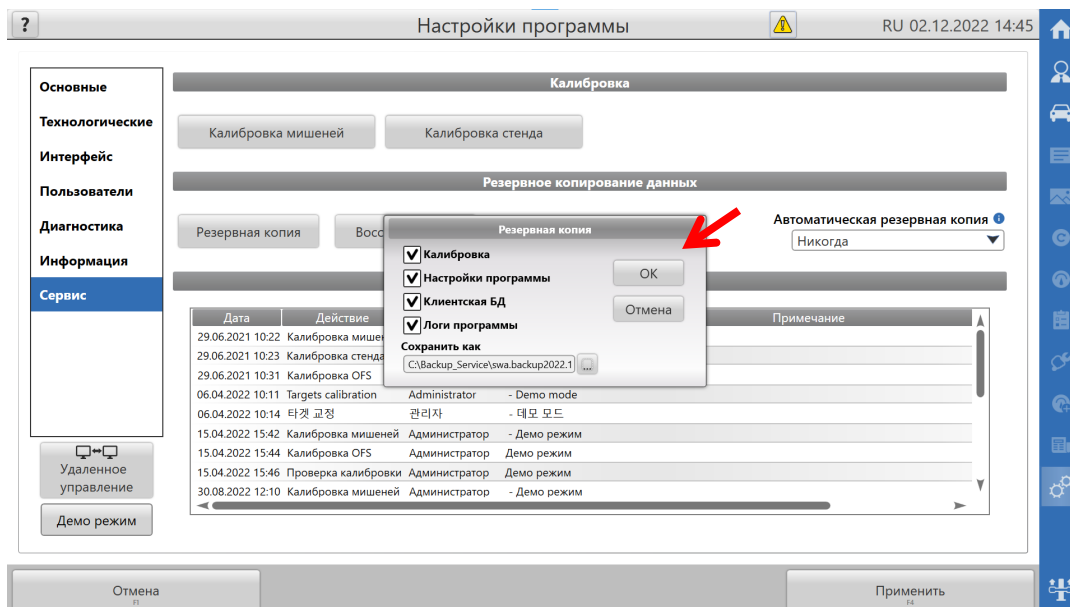 ? Настройки программы RU 02.12.2022 14:45
Основные
Технологические
Интерфейс
Пользователи
Диагностика
Информация
Сервис
Удаленное
управление
Демо режим
Калибровка
Калибровка мишеней Калибровка стенда
Резервное копирование данных
Резервная копия
Автоматическая резервная копия
Никогда
Резервная копия
Калибровка
Настройки программы
Клиентская БД
Логи программы
Сохранить как
C:\Backup_Service\swa.backup2022.1 ...
OK
Отмена
Дата Действие Примечание
29.06.2021 10:22 Калибровка
29.06.2021 10:23 Калибровка стенда
29.06.2021 10:31 Калибровка OFS
06.04.2022 10:11 Targets calibration Administrator - Demo mode
06.04.2022 10:14 타겟 교정 관리자 - 데모 모드
15.04.2022 15:42 Калибровка мишеней Администратор - Демо режим
15.04.2022 15:44 Калибровка OFS Администратор Демо режим
15.04.2022 15:46 Проверка калибровки Администратор Демо режим
30.08.2022 12:10 Калибровка мишеней Администратор - Демо режим
Отмена
F1
Применить
F4